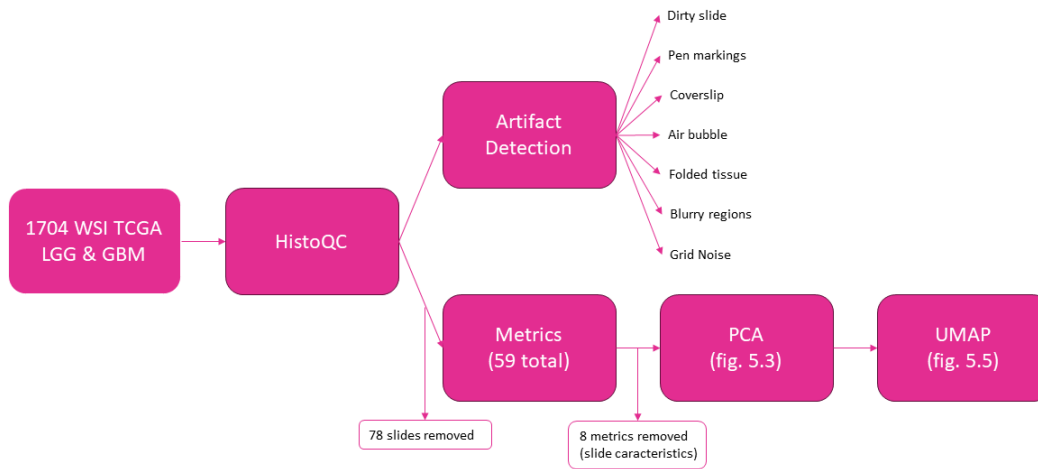 1704 WSI TCGA
LGG & GBM
HistoQC
Artifact
Detection
Dirty slide
Pen markings
Coverslip
Air bubble
Folded tissue
Blurry regions
Grid Noise
Metrics
(59 total)
PCA
(fig. 5.3)
UMAP
(fig. 5.5)
78 slides removed
8 metrics removed
(slide caracteristics)